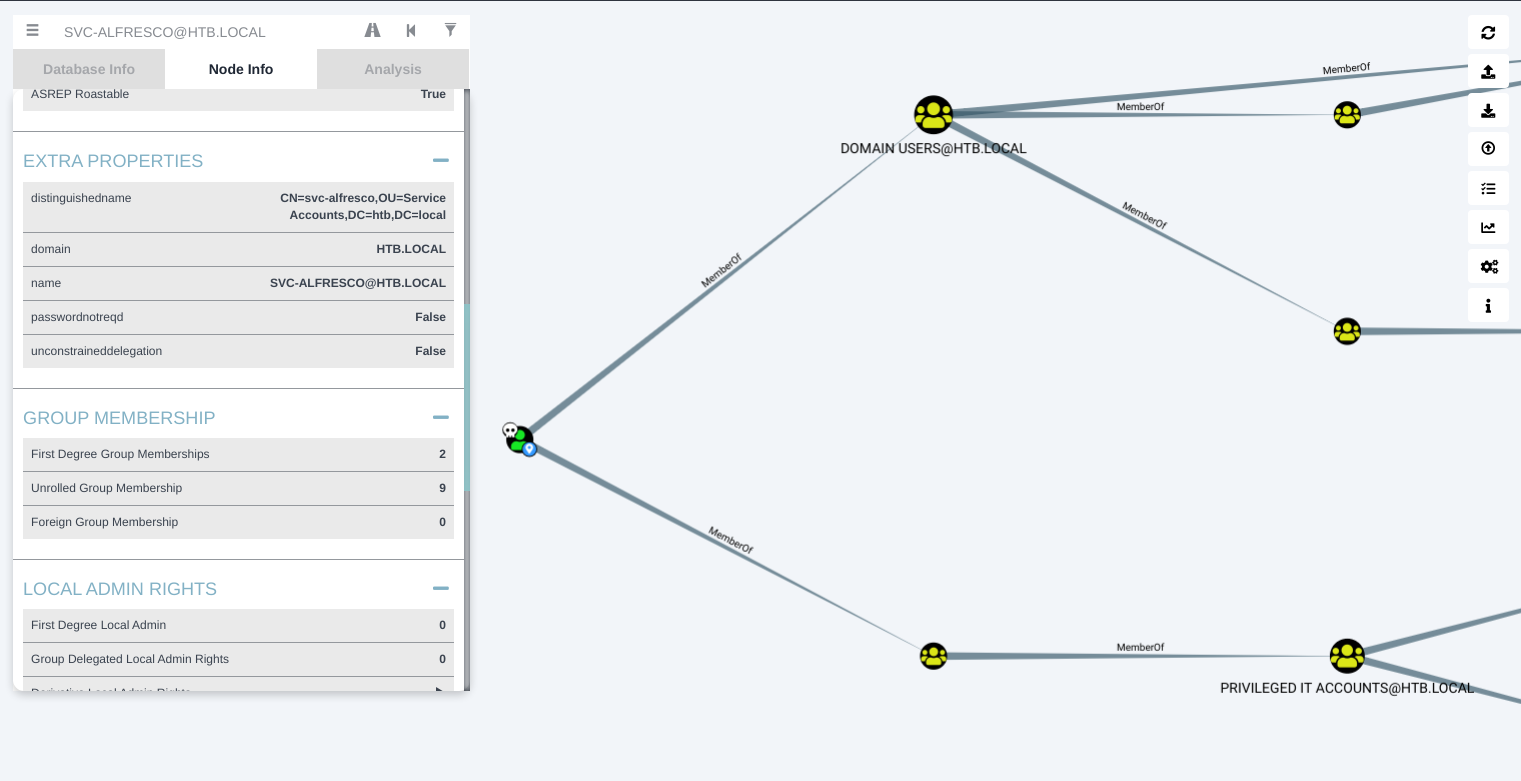 SVC-ALFRESCO@HTB.LOCAL
Database Info
Node Info
Analysis
ASREP Roastable True
EXTRA PROPERTIES
distinguishedname CN=svc-alfresco,OU=Service
Accounts,DC=htb,DC=local
domain HTB.LOCAL
name SVC-ALFRESCO@HTB.LOCAL
passwordnotreqd False
unconstraineddelegation False
GROUP MEMBERSHIP
First Degree Group Memberships 2
Unrolled Group Membership 9
Foreign Group Membership 0
LOCAL ADMIN RIGHTS
First Degree Local Admin 0
Group Delegated Local Admin Rights 0
Derivative Local Admin Rights
MemberOf
MemberOf
DOMAIN USERS@HTB.LOCAL
MemberOf
MemberOf
MemberOf
MemberOf
PRIVILEGED IT ACCOUNTS@HTB.LOCAL